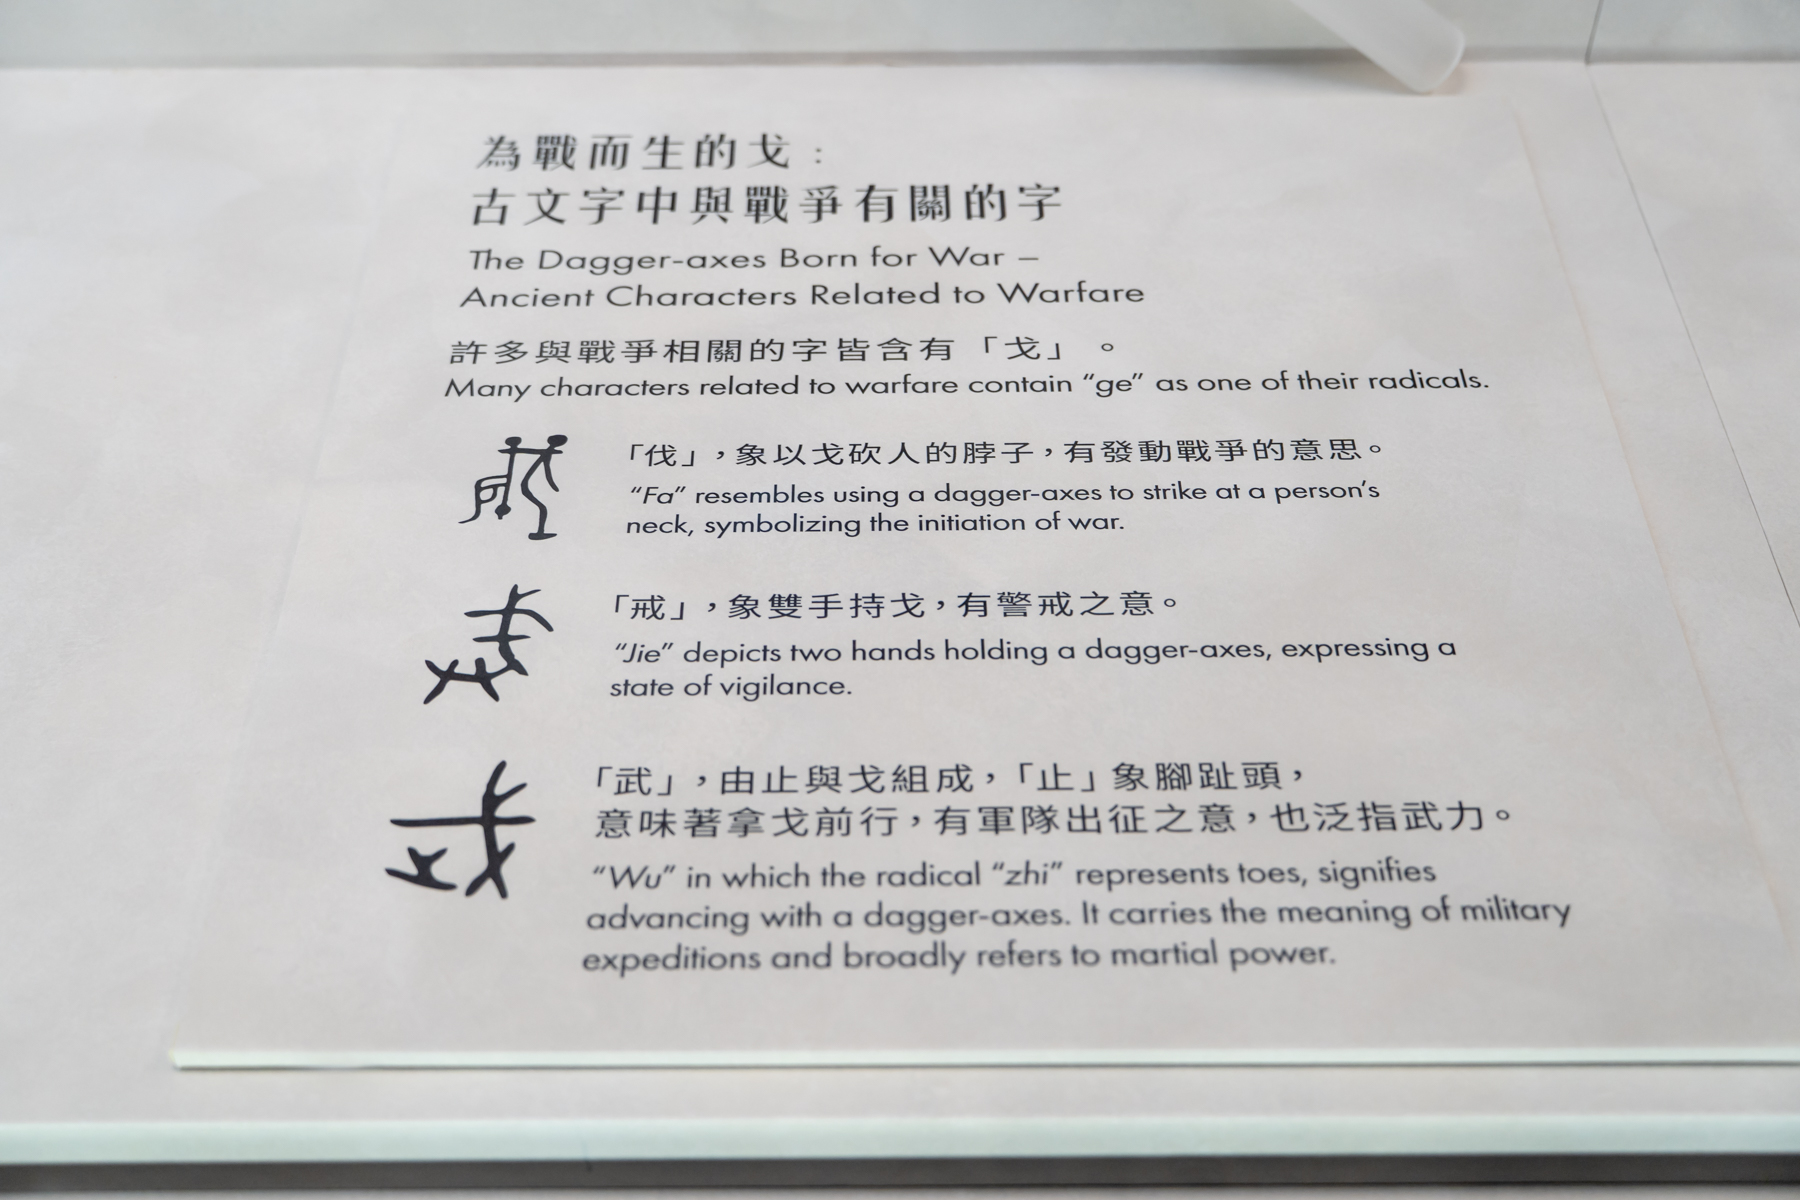 為戰而生的戈：
古文字中與戰爭有關的字
The Dagger-axes Born for War –
Ancient Characters Related to Warfare
許多與戰爭相關的字皆含有「戈」。
Many characters related to warfare contain “ge” as one of their radicals.
「伐」，象以戈砍人的脖子，有發動戰爭的意思。
“Fa” resembles using a dagger-axes to strike at a person’s
neck, symbolizing the initiation of war.
「戒」，象雙手持戈，有警戒之意。
“Jie” depicts two hands holding a dagger-axes, expressing a
state of vigilance.
「武」，由止與戈組成，「止」象腳趾頭，
意味著拿戈前行，有軍隊出征之意，也泛指武力。
“Wu” in which the radical “zhi” represents toes, signifies
advancing with a dagger-axes. It carries the meaning of military
expeditions and broadly refers to martial power.